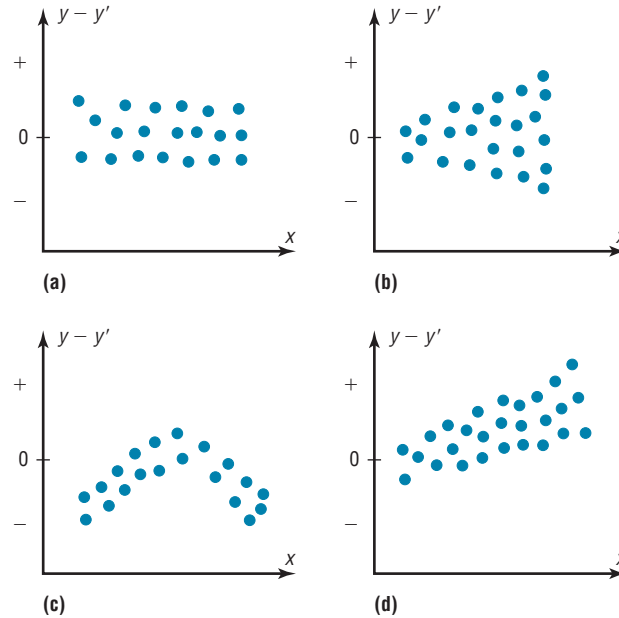 y – y′
+
0
–
x
(a)
y – y′
+
0
–
x
(b)
y – y′
+
0
–
x
(c)
y – y′
+
0
–
(d)